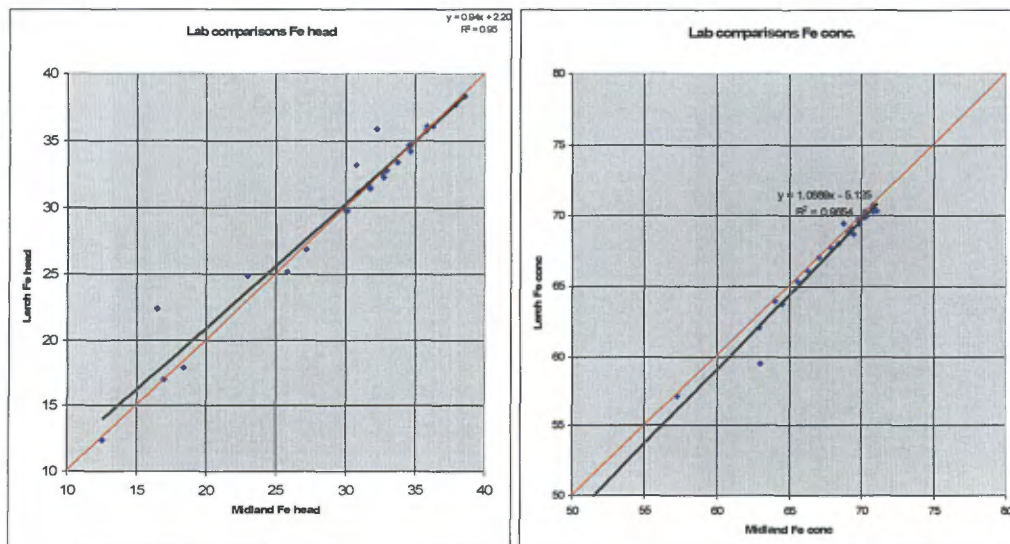 Lab comparisons Fe head
y = 0.94x + 2.20
R² = 0.95
40
35
30
25
20
15
10
Lerch Fe head
10
15
20
25
30
35
40
Midland Fe head
Lab comparisons Fe conc.
80
75
70
65
60
55
50
Lerch Fe conc
y = - 5.135
R² = 0.9654
50
55
60
65
70
75
80
Midland Fe conc